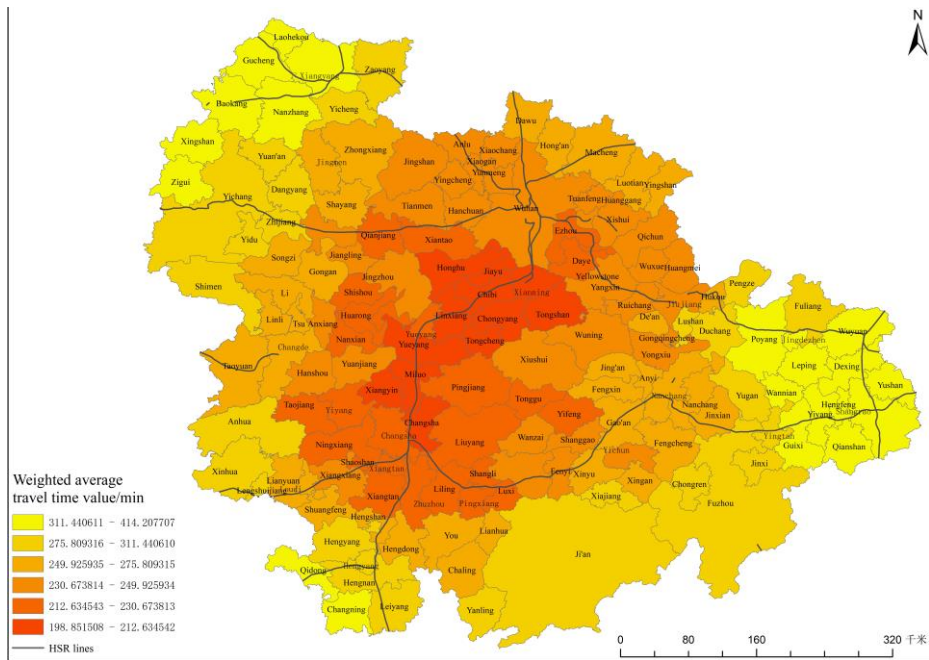 N
Laohekou
Gucheng
Xiangyang
Zaoyang
Baokang
Nanzhang
Yicheng
Dawu
Xingshan
Yuan'an
Jingmen
Zhongxiang
Jingshan
Anlu
Xiaochang
Xiaogan
Yunmeng
Hong'an
Macheng
Zigui
Yingcheng
Luotian
Yingshan
Yichang
Dangyang
Shayang
Tianmen
Hanchuan
Wuhan
Tuanfeng
Huanggang
Zhijiang
Qianjiang
Xiantao
Ezhou
Xishui
Yidu
Songzi
Jiangling
Daye
Qichun
Shimen
Gongan
Jingzhou
Honghu
Jiayu
Yellowstone
Wuxue
Huangmei
Li
Shishou
Chibi
Xianning
Yangxin
Pengze
Linli
Tsu
Anxiang
Huarong
Linxiang
Chongyang
Tongshan
Ruichang
Jiujiang
Hukou
Fuliang
Changde
Nanxian
Yueyang
Yueyang
Tongcheng
Wuning
De'an
Lushan
Duchang
Wuyuan
Taoyuan
Hanshou
Yuanjiang
Miluo
Xiushui
Gongqingcheng
Yongxiu
Poyang
Jingdezhen
Xiangyin
Pingjiang
Jing'an
Anyi
Leping
Dexing
Taojiang
Yiyang
Tonggu
Fengxin
Nanchang
Nanchang
Yugan
Wannian
Yushan
Anhua
Changsha
Yifeng
Jinxian
Hengfeng
Shangrao
Yiyang
Ningxiang
Changsha
Liuyang
Wanzai
Shanggao
Gao'an
Fengcheng
Yingtan
Guixi
Qianshan
Xinhua
Shaoshan
Xiangtan
Yichun
Jinxi
Lengshuijiang
Lianyuan
Loudi
Xiangxiang
Shangli
Fenyi
Xinyu
Xingan
Chongren
Shuangfeng
Xiangtan
Liling
Luxi
Xiajiang
Fuzhou
Hengshan
Zhuzhou
Pingxiang
Hengyang
Hengdong
You
Lianhua
Ji'an
Qidong
Hengyang
Hengnan
Chaling
Changning
Leiyang
Yanling
Weighted average
travel time value/min
311.440611 - 414.207707
275.809316 - 311.440610
249.925935 - 275.809315
230.673814 - 249.925934
212.634543 - 230.673813
198.851508 - 212.634542
HSR lines
0 80 160 320 千米